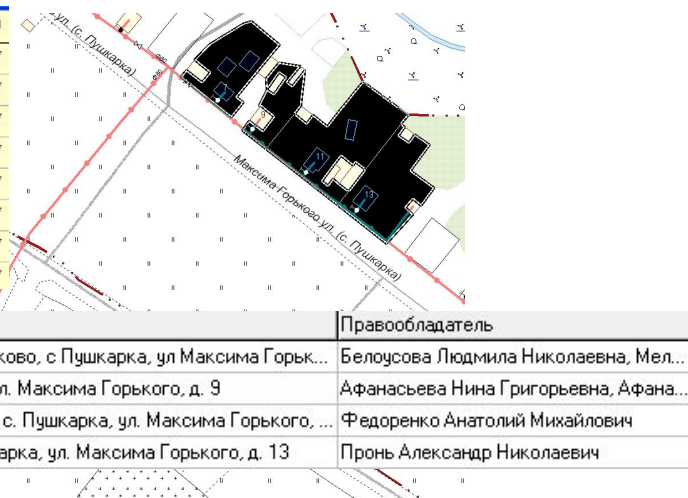 ул. (с. Пушкарка)
9
11
13
Максима Горького ул. (с. Пушкарка)
Правообладатель
ково, с Пушкарка, ул Максима Горьк... Белоусова Людмила Николаевна, Мел...
л. Максима Горького, д. 9 Афанасьева Нина Григорьевна, Афана...
с. Пушкарка, ул. Максима Горького, ... Федоренко Анатолий Михайлович
арка, ул. Максима Горького, д. 13 Пронь Александр Николаевич